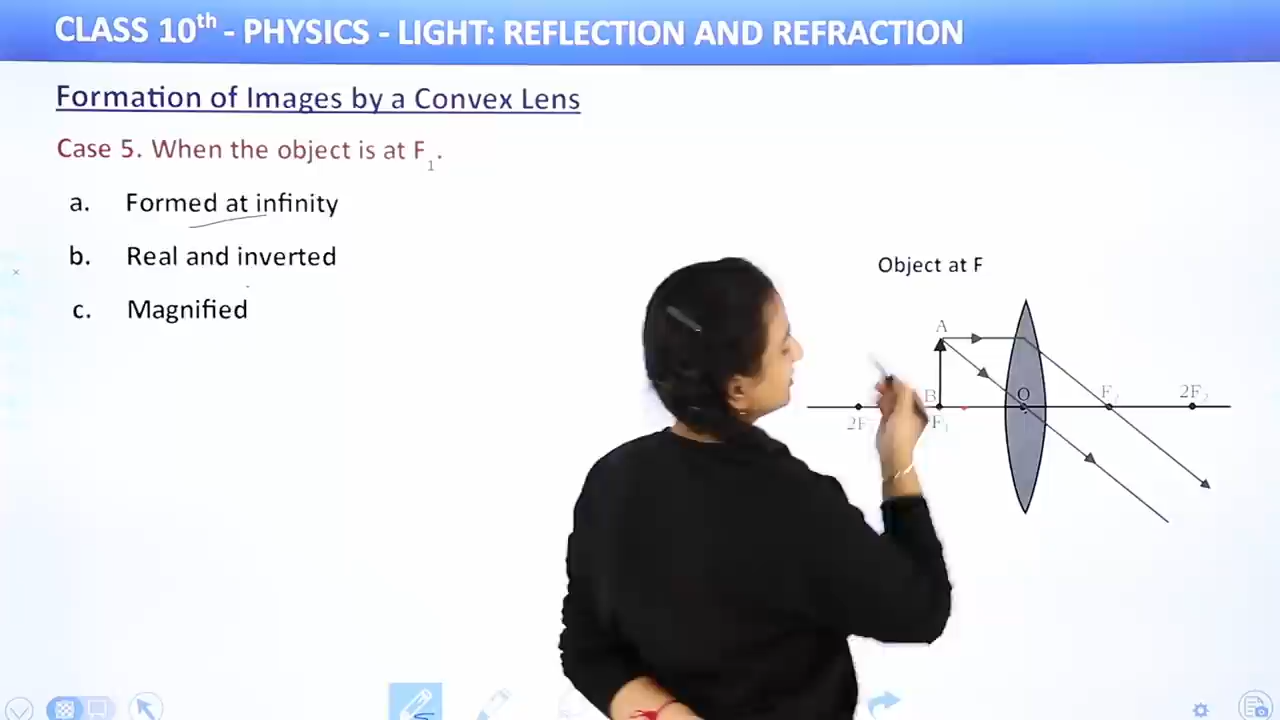 CLASS 10th - PHYSICS - LIGHT: REFLECTION AND REFRACTION
Formation of Images by a Convex Lens
Case 5. When the object is at F1.
a. Formed at infinity
b. Real and inverted
c. Magnified
Object at F
A
B O F2 2F2
2F F1